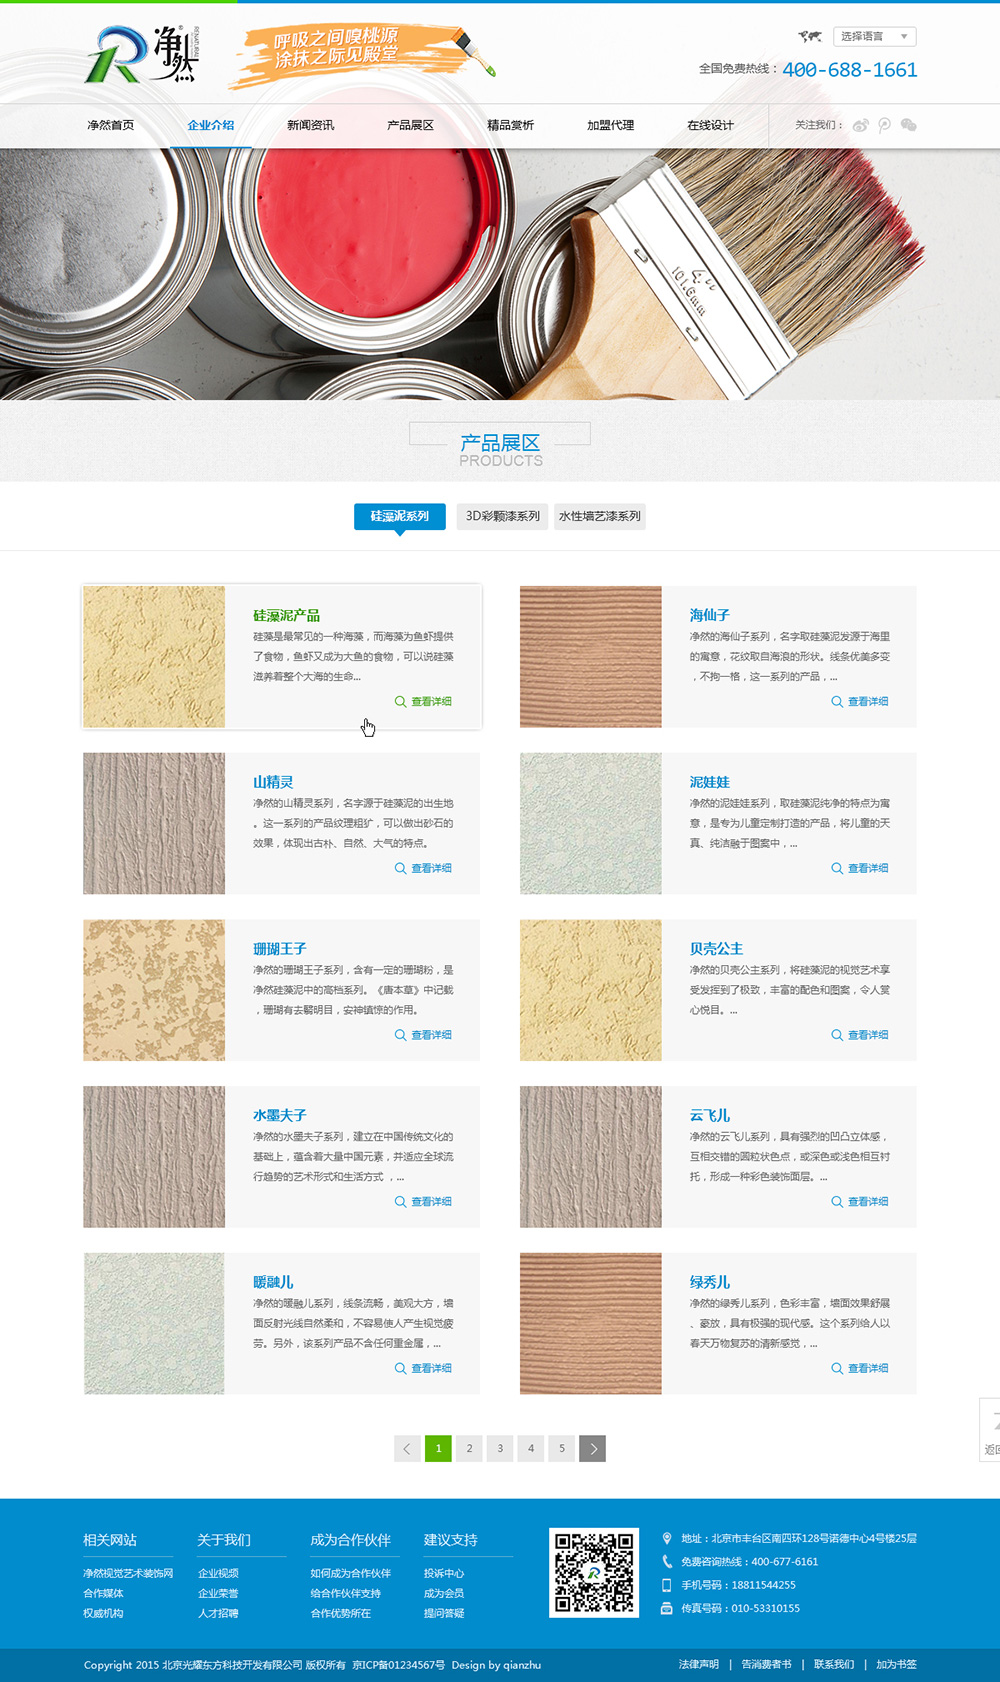 净然
RENATURAL
呼吸之间嗅桃源
涂抹之际见殿堂
选择语言
全国免费热线：400-688-1661
净然首页 企业介绍 新闻资讯 产品展区 精品赏析 加盟代理 在线设计 关注我们：
4"
101.6mm
产品展区
PRODUCTS
硅藻泥系列 3D彩颗漆系列 水性墙艺漆系列
硅藻泥产品
硅藻是最常见的一种海藻，而海藻为鱼虾提供
了食物，鱼虾又成为大鱼的食物，可以说硅藻
滋养着整个大海的生命...
查看详细
海仙子
净然的海仙子系列，名字取硅藻泥发源于海里
的寓意，花纹取自海浪的形状。线条优美多变
，不拘一格，这一系列的产品，...
查看详细
山精灵
净然的山精灵系列，名字源于硅藻泥的出生地
。这一系列的产品纹理粗犷，可以做出砂石的
效果，体现出古朴、自然、大气的特点。
查看详细
泥娃娃
净然的泥娃娃系列，取硅藻泥纯净的特点为寓
意，是专为儿童定制打造的产品，将儿童的天
真、纯洁融于图案中，...
查看详细
珊瑚王子
净然的珊瑚王子系列，含有一定的珊瑚粉，是
净然硅藻泥中的高档系列。《唐本草》中记载
，珊瑚有去翳明目，安神镇惊的作用。
查看详细
贝壳公主
净然的贝壳公主系列，将硅藻泥的视觉艺术享
受发挥到了极致，丰富的配色和图案，令人赏
心悦目。...
查看详细
水墨夫子
净然的水墨夫子系列，建立在中国传统文化的
基础上，蕴含着大量中国元素，并适应全球流
行趋势的艺术形式和生活方式 ，...
查看详细
云飞儿
净然的云飞儿系列，具有强烈的凹凸立体感，
互相交错的圆粒状色点，或深色或浅色相互衬
托，形成一种彩色装饰面层。...
查看详细
暖融儿
净然的暖融儿系列，线条流畅，美观大方，墙
面反射光线自然柔和，不容易使人产生视觉疲
劳。另外，该系列产品不含任何重金属，...
查看详细
绿秀儿
净然的绿秀儿系列，色彩丰富，墙面效果舒展
、豪放，具有极强的现代感。这个系列给人以
春天万物复苏的清新感觉，...
查看详细
1 2 3 4 5
返回
相关网站
净然视觉艺术装饰网
合作媒体
权威机构
关于我们
企业视频
企业荣誉
人才招聘
成为合作伙伴
如何成为合作伙伴
给合作伙伴支持
合作优势所在
建议支持
投诉中心
成为会员
提问答疑
地址：北京市丰台区南四环128号诺德中心4号楼25层
免费咨询热线：400-677-6161
手机号码：18811544255
传真号码：010-53310155
Copyright 2015 北京光耀东方科技开发有限公司 版权所有 京ICP备01234567号 Design by qianzhu
法律声明 | 告消费者书 | 联系我们 | 加为书签